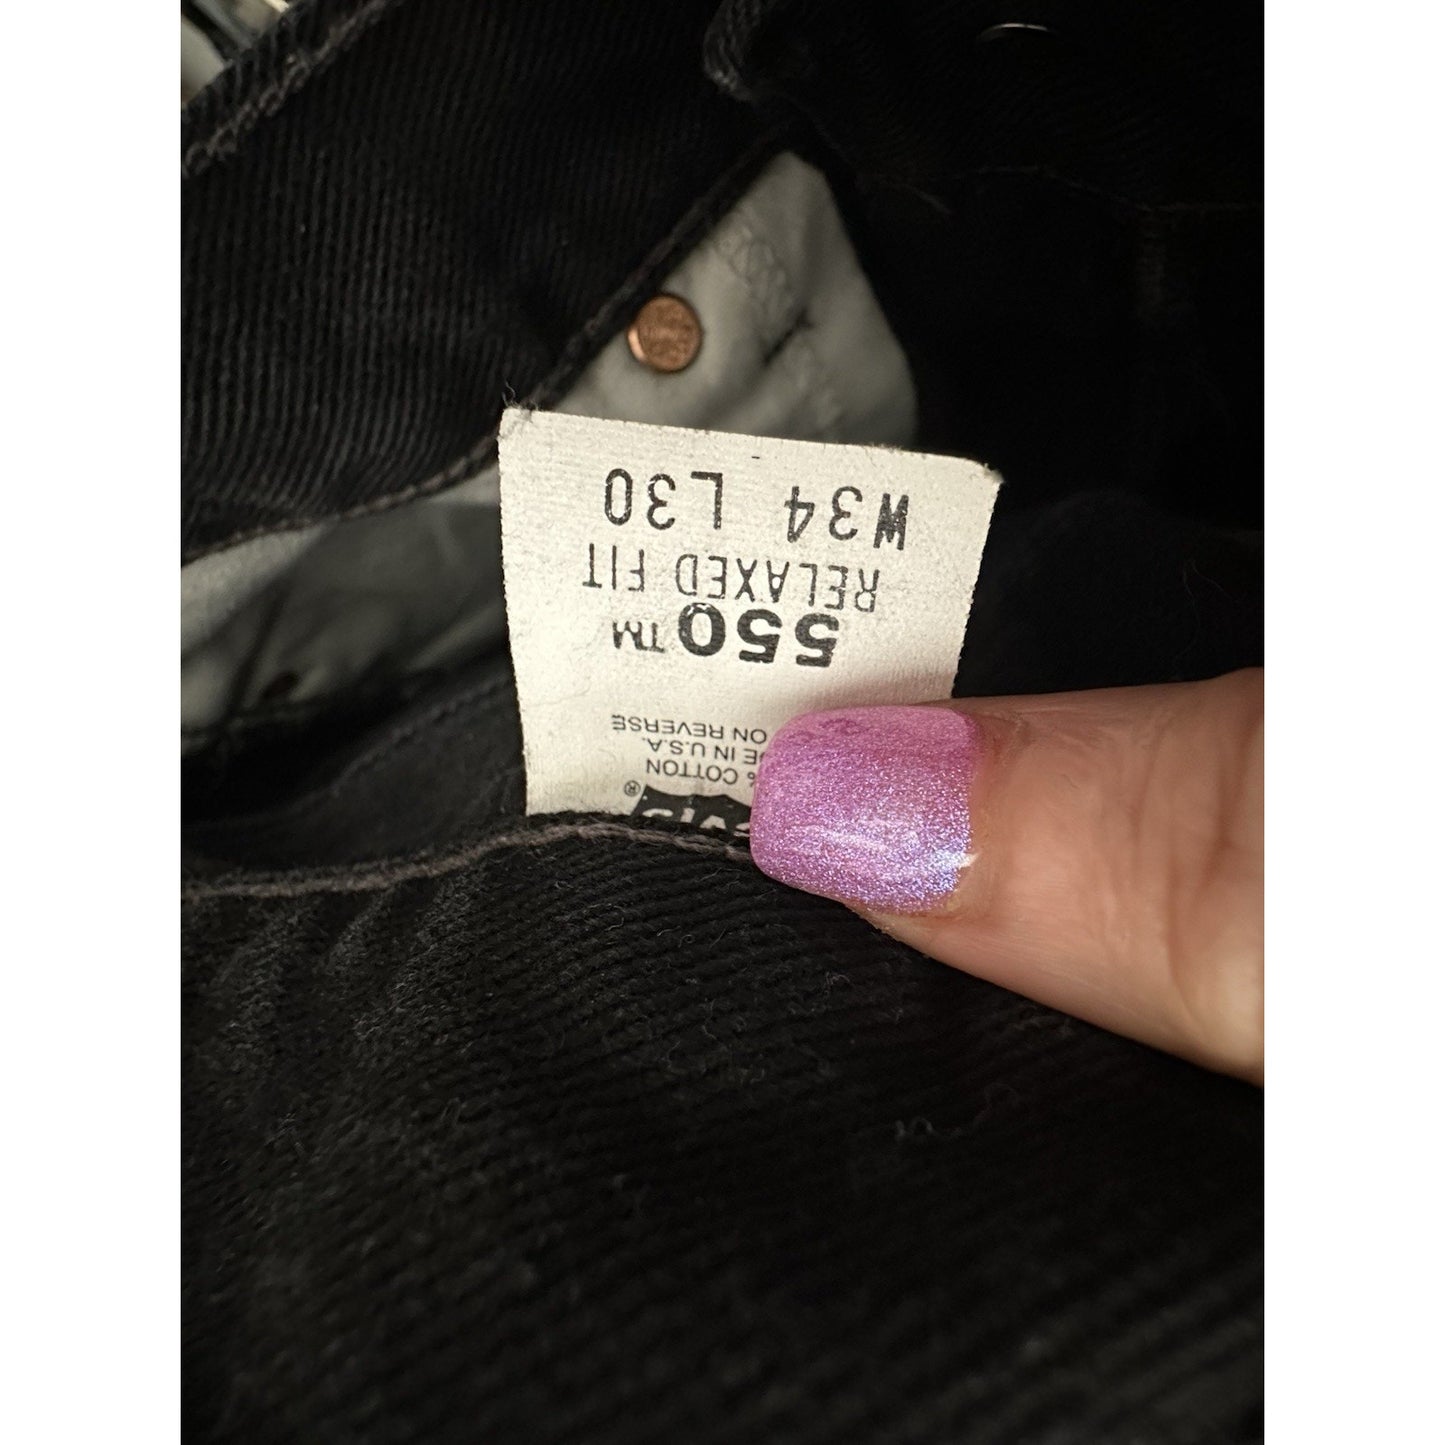 ®
% COTTON
DE IN U.S.A.
ON REVERSE
550™
RELAXED FIT
W34 L30